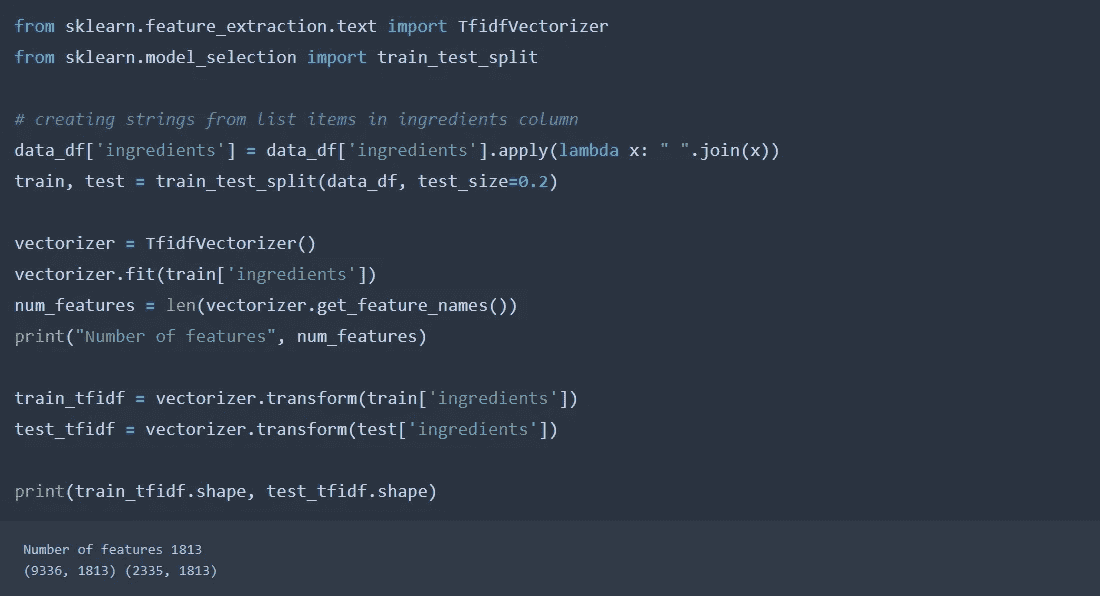 from sklearn.feature_extraction.text import TfidfVectorizer
from sklearn.model_selection import train_test_split
# creating strings from list items in ingredients column
data_df['ingredients'] = data_df['ingredients'].apply(lambda x: " ".join(x))
train, test = train_test_split(data_df, test_size=0.2)
vectorizer = TfidfVectorizer()
vectorizer.fit(train['ingredients'])
num_features = len(vectorizer.get_feature_names())
print("Number of features", num_features)
train_tfidf = vectorizer.transform(train['ingredients'])
test_tfidf = vectorizer.transform(test['ingredients'])
print(train_tfidf.shape, test_tfidf.shape)
Number of features 1813
(9336, 1813) (2335, 1813)